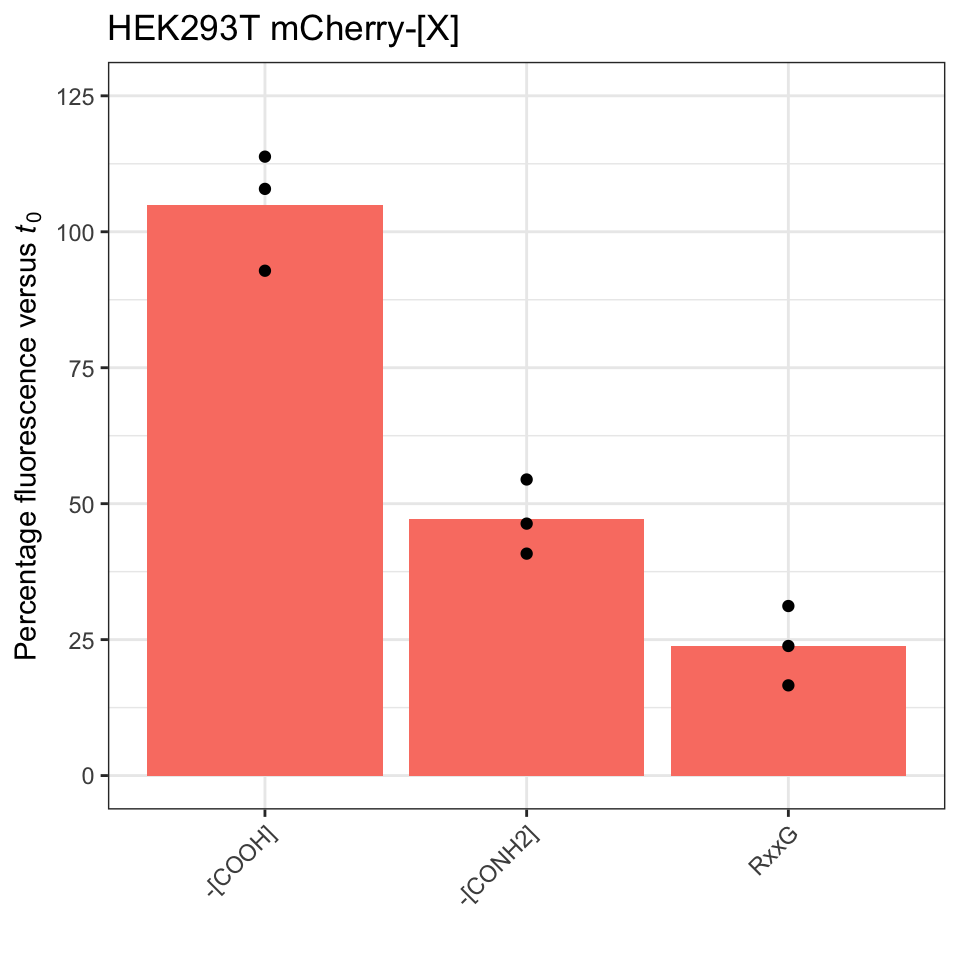 HEK293T mCherry-[X]
Percentage fluorescence versus t₀
125
100
75
50
25
0
-[COOH]
-[CONH2]
RxxG